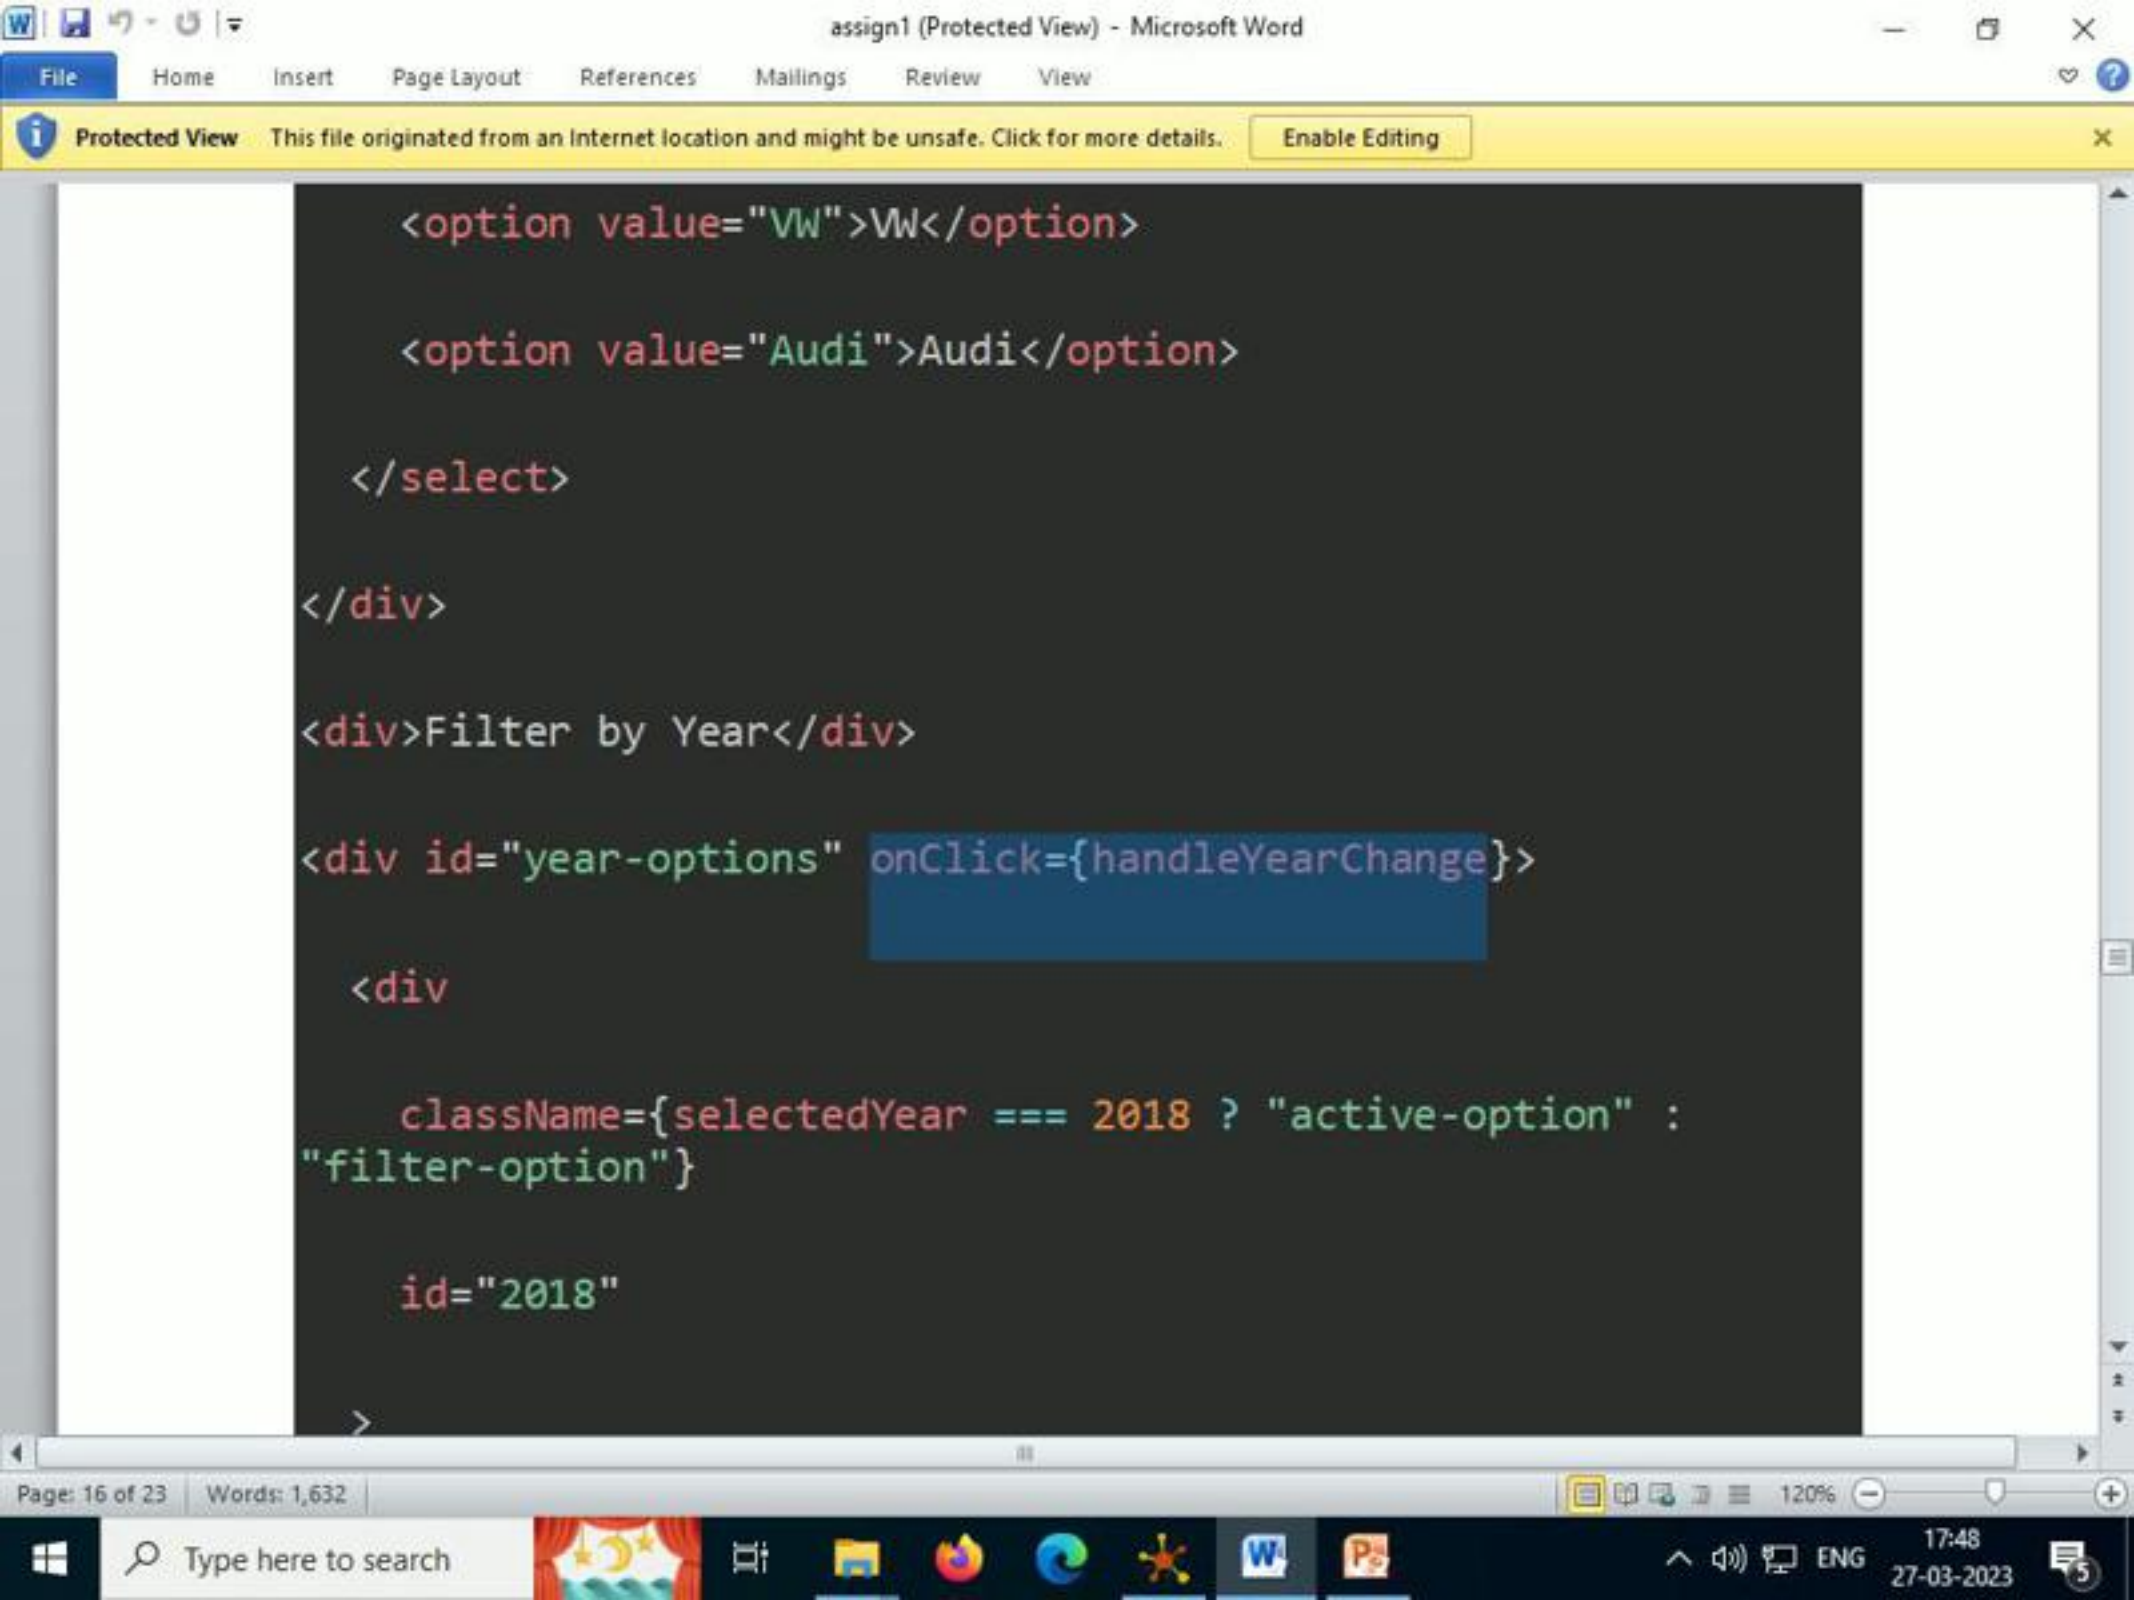 assign1 (Protected View) - Microsoft Word
File Home Insert Page Layout References Mailings Review View
Protected View This file originated from an Internet location and might be unsafe. Click for more details. Enable Editing
<option value="VW">VW</option>
<option value="Audi">Audi</option>
</select>
</div>
<div>Filter by Year</div>
<div id="year-options" onClick={handleYearChange}>
<div
className={selectedYear === 2018 ? "active-option" :
"filter-option"}
id="2018"
>
Page: 16 of 23 Words: 1,632 120%
Type here to search ENG 17:48
27-03-2023 5